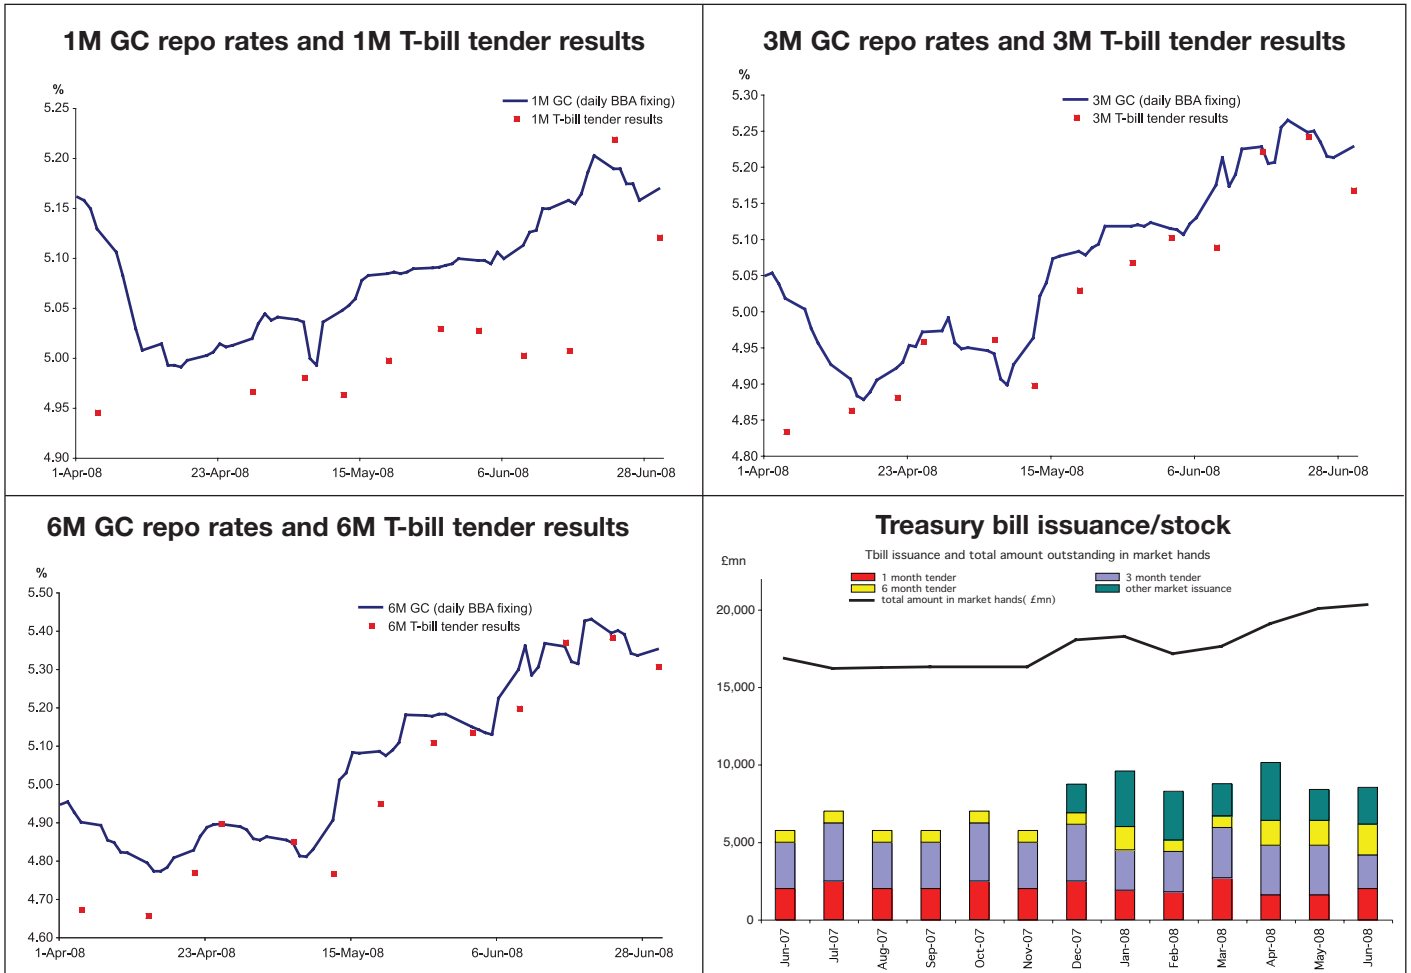 1M GC repo rates and 1M T-bill tender results
%
1M GC (daily BBA fixing)
1M T-bill tender results
5.25
5.20
5.15
5.10
5.05
5.00
4.95
4.90
1-Apr-08 23-Apr-08 15-May-08 6-Jun-08 28-Jun-08
3M GC repo rates and 3M T-bill tender results
%
3M GC (daily BBA fixing)
3M T-bill tender results
5.30
5.25
5.20
5.15
5.10
5.05
5.00
4.95
4.90
4.85
4.80
1-Apr-08 23-Apr-08 15-May-08 6-Jun-08 28-Jun-08
6M GC repo rates and 6M T-bill tender results
%
6M GC (daily BBA fixing)
6M T-bill tender results
5.50
5.40
5.30
5.20
5.10
5.00
4.90
4.80
4.70
4.60
1-Apr-08 23-Apr-08 15-May-08 6-Jun-08 28-Jun-08
Treasury bill issuance/stock
Tbill issuance and total amount outstanding in market hands
£mn
1 month tender 3 month tender
6 month tender other market issuance
total amount in market hands( £mn)
20,000
15,000
10,000
5,000
0
Jun-07 Jul-07 Aug-07 Sep-07 Oct-07 Nov-07 Dec-07 Jan-08 Feb-08 Mar-08 Apr-08 May-08 Jun-08